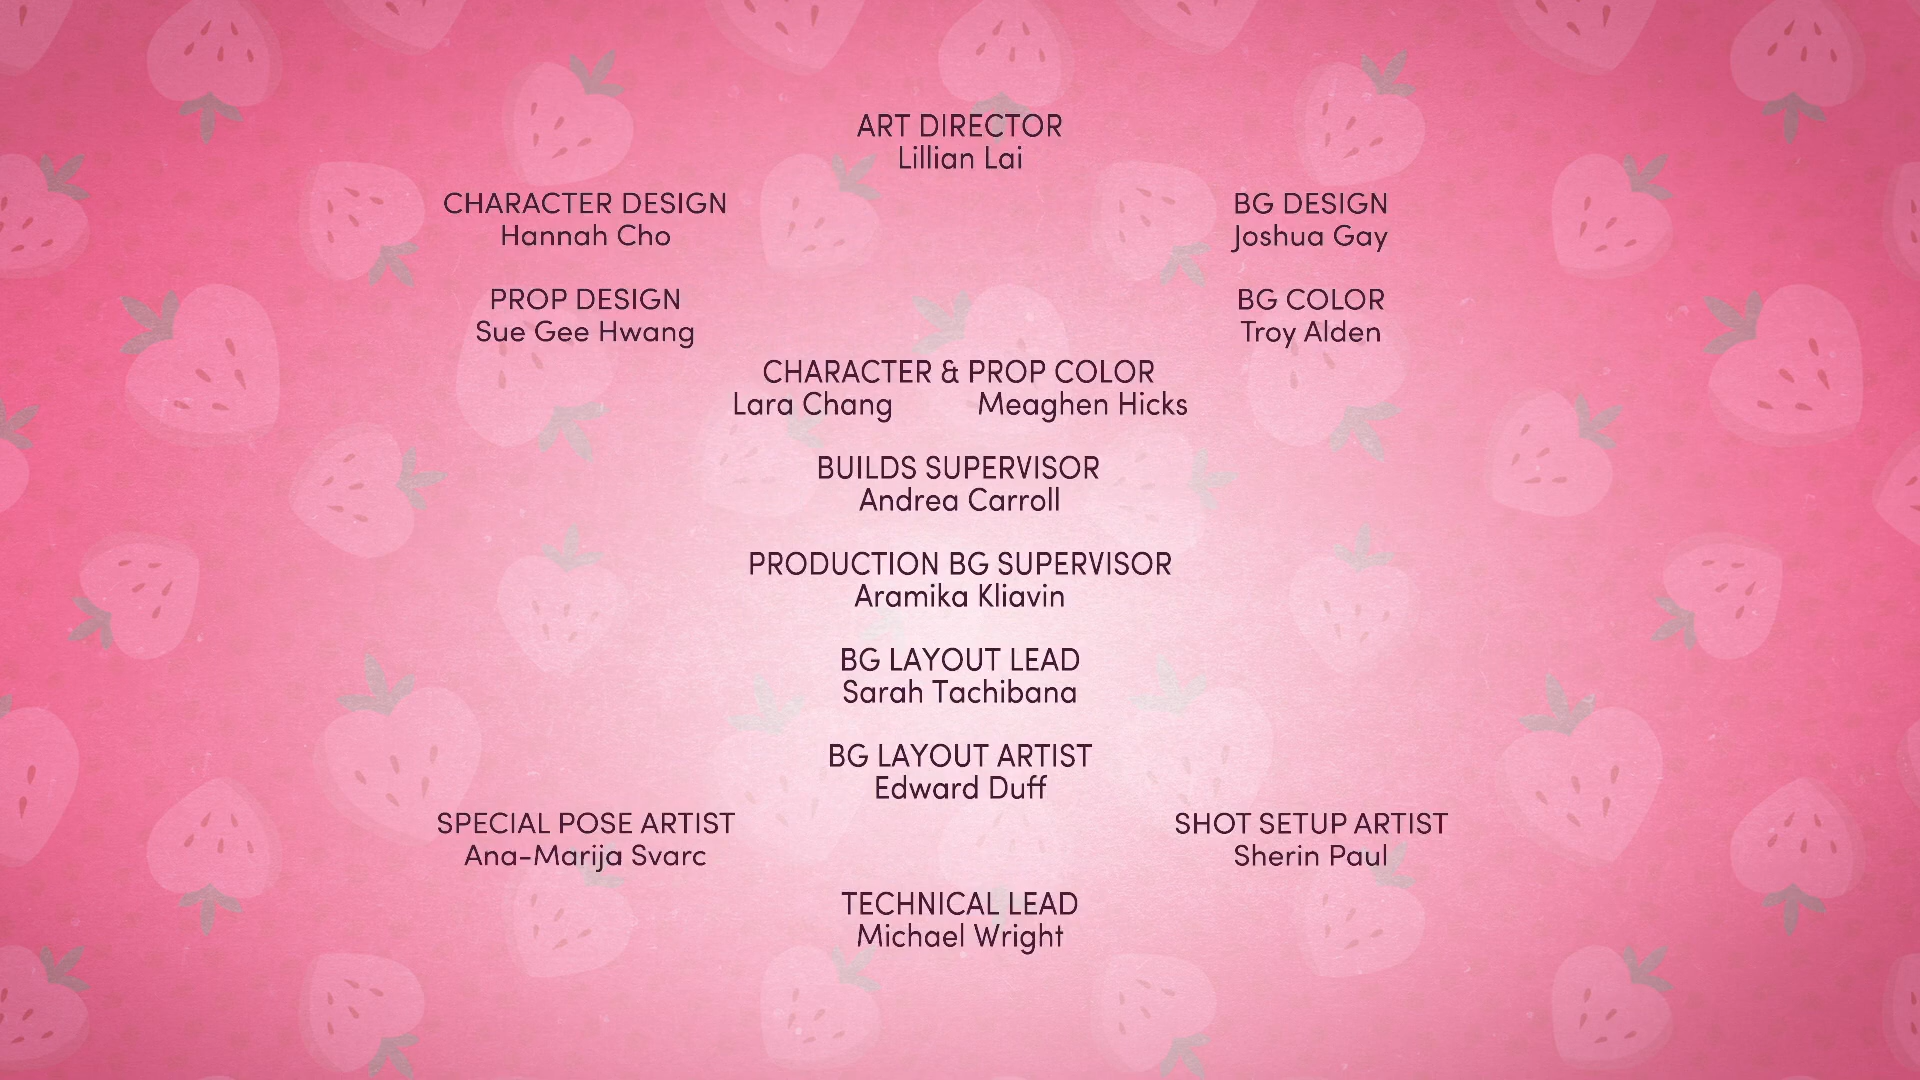 ART DIRECTOR
Lillian Lai
CHARACTER DESIGN
Hannah Cho
BG DESIGN
Joshua Gay
PROP DESIGN
Sue Gee Hwang
BG COLOR
Troy Alden
CHARACTER & PROP COLOR
Lara Chang Meaghen Hicks
BUILDS SUPERVISOR
Andrea Carroll
PRODUCTION BG SUPERVISOR
Aramika Kliavin
BG LAYOUT LEAD
Sarah Tachibana
BG LAYOUT ARTIST
Edward Duff
SPECIAL POSE ARTIST
Ana-Marija Svarc
SHOT SETUP ARTIST
Sherin Paul
TECHNICAL LEAD
Michael Wright